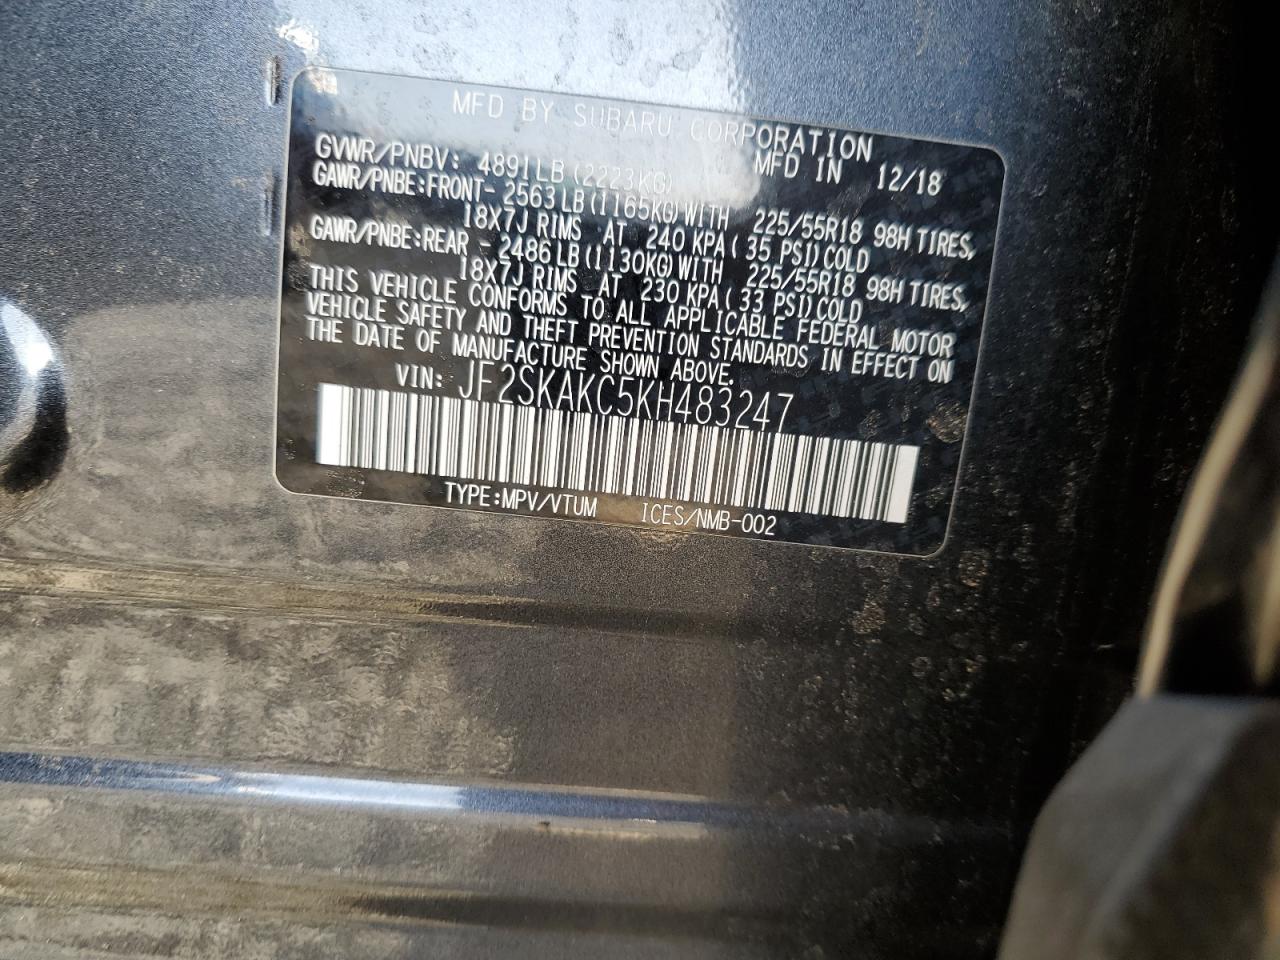 MFD BY SUBARU CORPORATION
MFD IN 12/18
GVWR/PNBV: 4891LB(2223KG)
GAWR/PNBE:FRONT- 2563LB(1165KG)WITH 225/55R18 98H TIRES,
18X7J RIMS AT 240 KPA( 35 PSI)COLD
GAWR/PNBE:REAR - 2486LB(1130KG)WITH 225/55R18 98H TIRES,
18X7J RIMS AT 230 KPA( 33 PSI)COLD
THIS VEHICLE CONFORMS TO ALL APPLICABLE FEDERAL MOTOR
VEHICLE SAFETY AND THEFT PREVENTION STANDARDS IN EFFECT ON
THE DATE OF MANUFACTURE SHOWN ABOVE.
VIN: JF2SKAKC5KH483247
TYPE:MPV/VTUM ICES/NMB-002